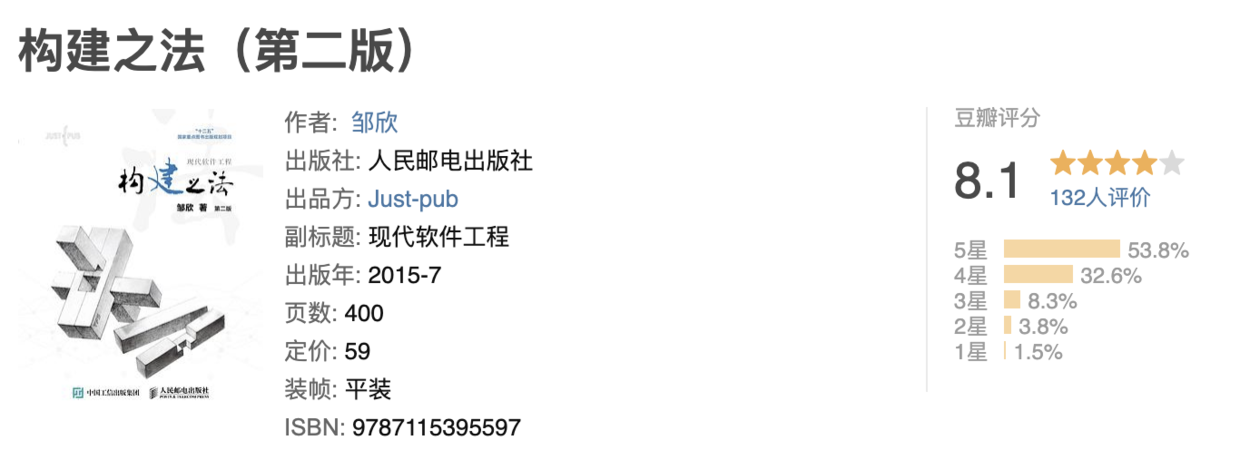 构建之法（第二版）
JUST PUB
“十二五”
国家重点图书出版规划项目
现代软件工程
构建之法
邹欣 著 第二版
中国工信出版集团 人民邮电出版社
POSTS & TELECOM PRESS
作者: 邹欣
出版社: 人民邮电出版社
出品方: Just-pub
副标题: 现代软件工程
出版年: 2015-7
页数: 400
定价: 59
装帧: 平装
ISBN: 9787115395597
豆瓣评分
8.1
132人评价
5星 53.8%
4星 32.6%
3星 8.3%
2星 3.8%
1星 1.5%